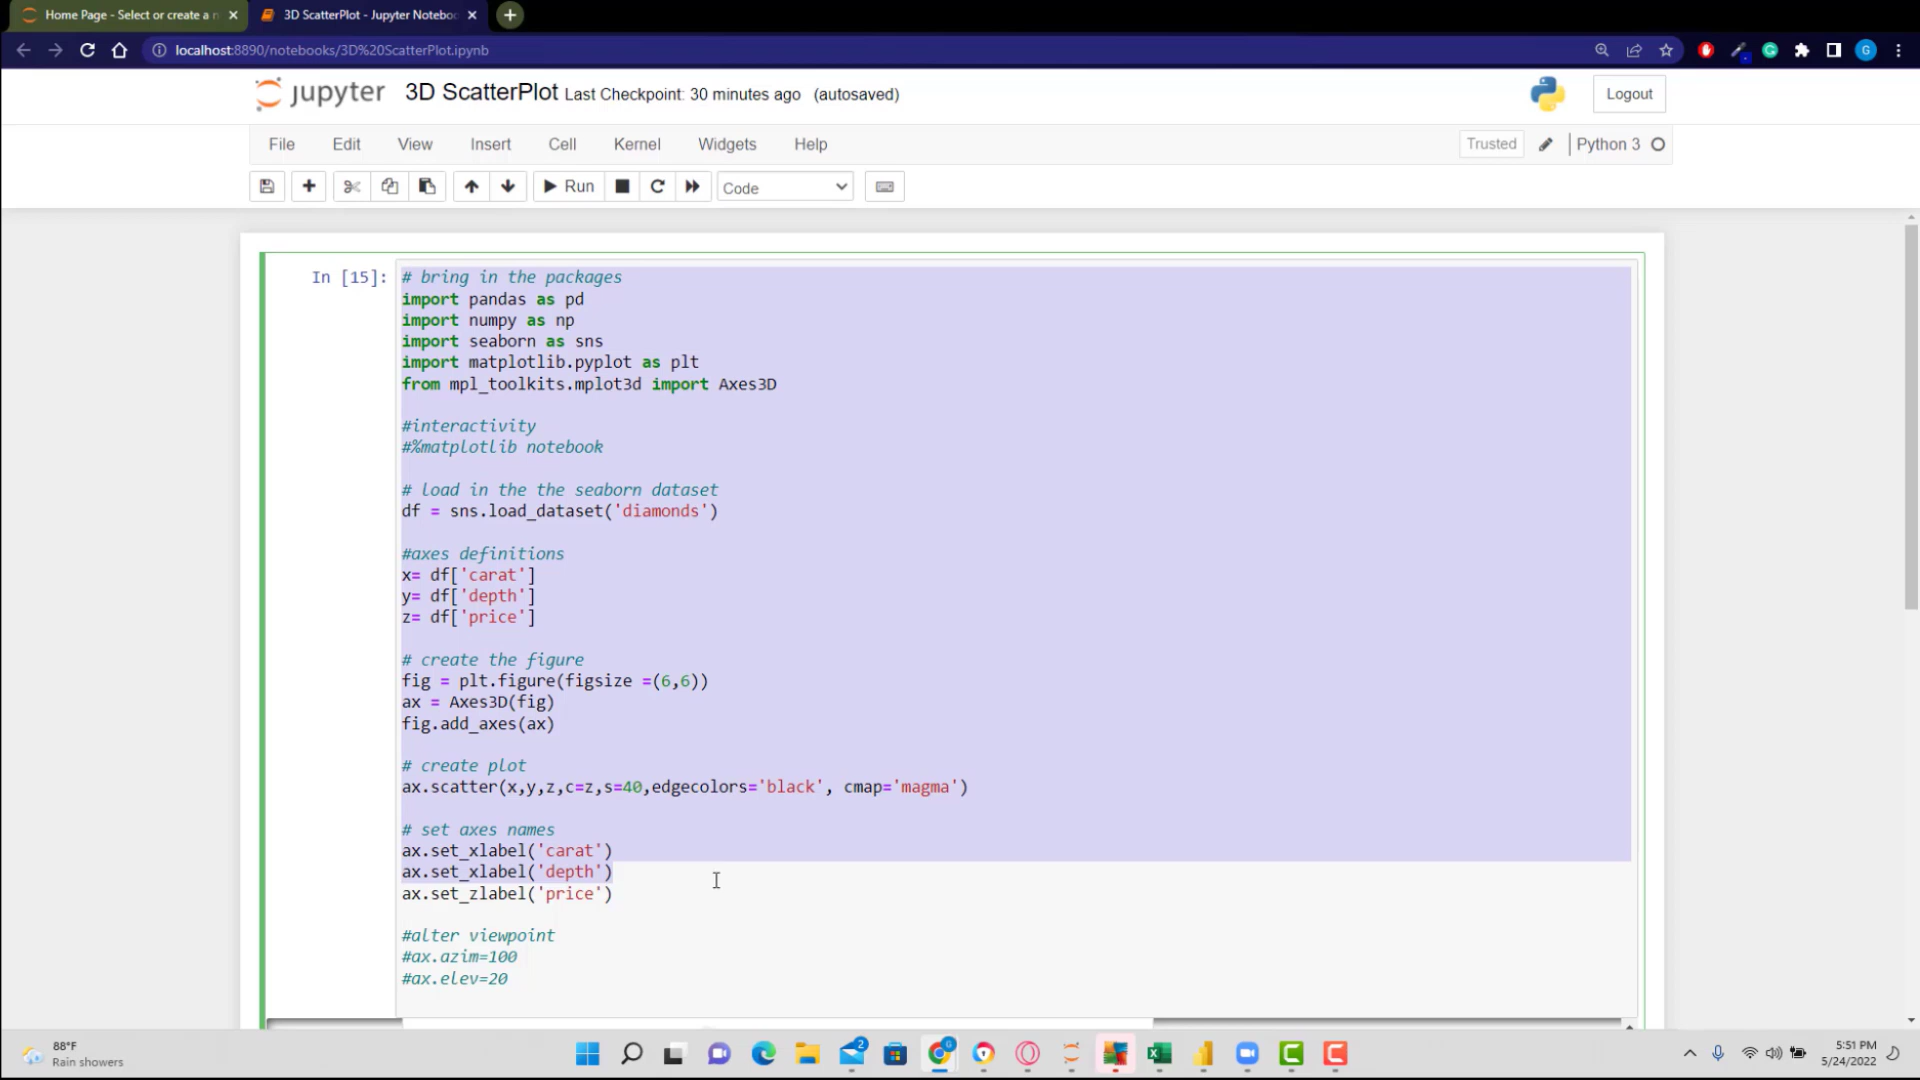 Home Page - Select or create a n
3D ScatterPlot - Jupyter Noteboo
localhost:8890/notebooks/3D%20ScatterPlot.ipynb
G
jupyter 3D ScatterPlot Last Checkpoint: 30 minutes ago (autosaved)
Logout
File Edit View Insert Cell Kernel Widgets Help
Trusted Python 3
Run Code
In [15]:
# bring in the packages
import pandas as pd
import numpy as np
import seaborn as sns
import matplotlib.pyplot as plt
from mpl_toolkits.mplot3d import Axes3D
#interactivity
#%matplotlib notebook
# load in the the seaborn dataset
df = sns.load_dataset('diamonds')
#axes definitions
x= df['carat']
y= df['depth']
z= df['price']
# create the figure
fig = plt.figure(figsize =(6,6))
ax = Axes3D(fig)
fig.add_axes(ax)
# create plot
ax.scatter(x,y,z,c=z,s=40,edgecolors='black', cmap='magma')
# set axes names
ax.set_xlabel('carat')
ax.set_xlabel('depth')
ax.set_zlabel('price')
#alter viewpoint
#ax.azim=100
#ax.elev=20
88°F
Rain showers
2
G
5:51 PM
5/24/2022